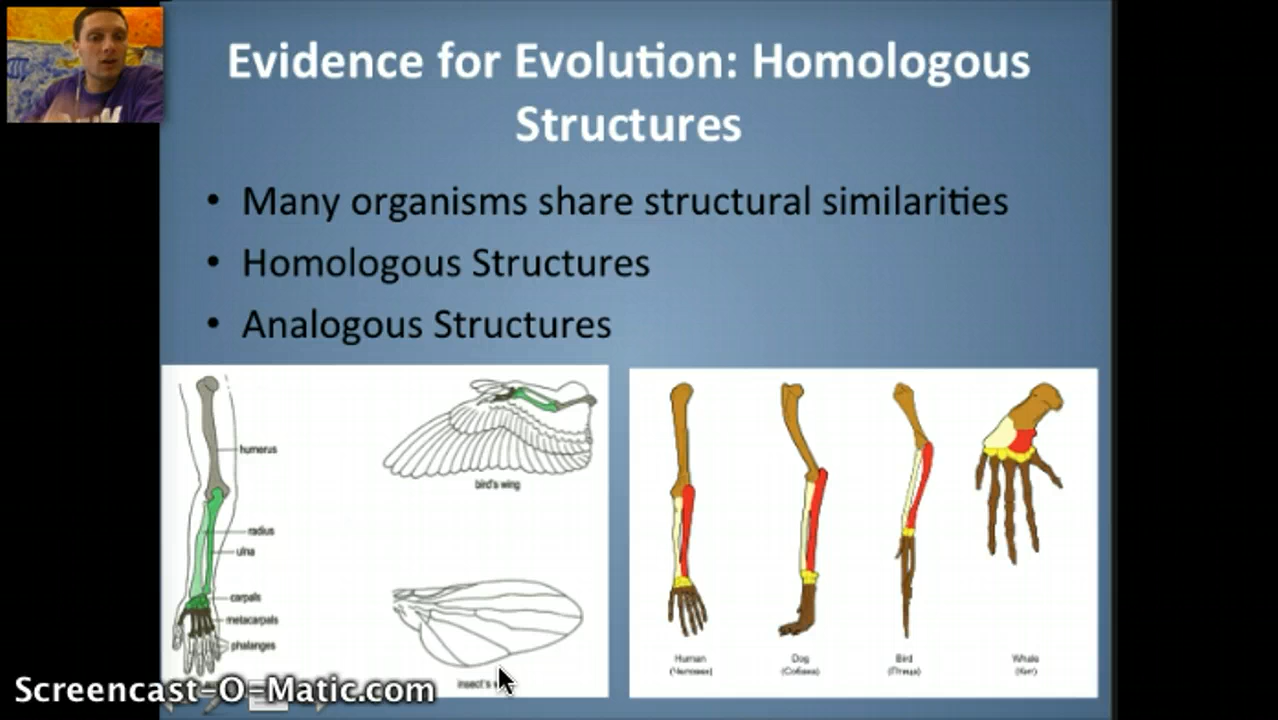 Evidence for Evolution: Homologous
Structures
• Many organisms share structural similarities
• Homologous Structures
• Analogous Structures
humerus
radius
ulna
carpals
metacarpals
phalanges
bird's wing
insect's
Human
(Человек)
Dog
(Собака)
Bird
(Птица)
Whale
(Кит)
Screencast-O-Matic.com